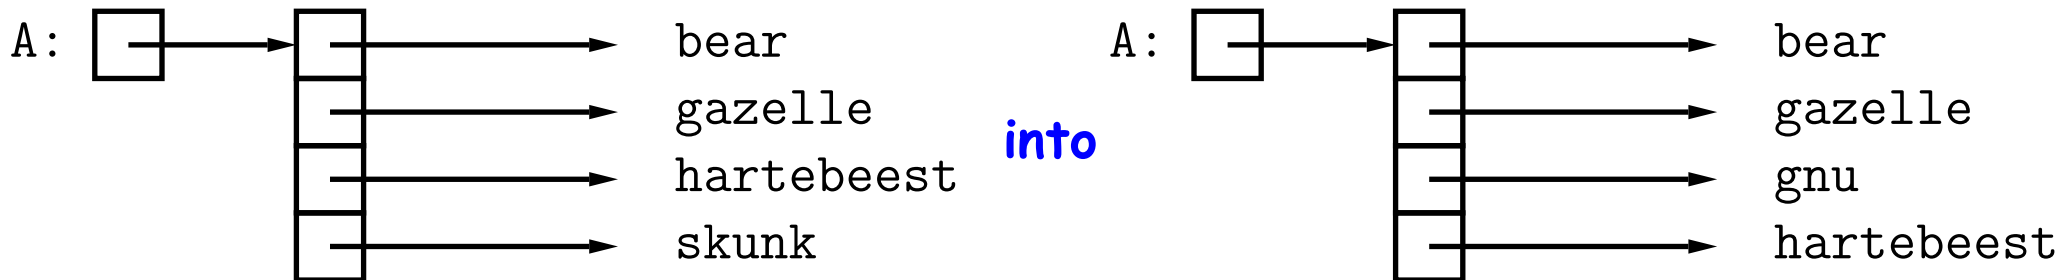 A: bear A: bear
gazelle gazelle
into
hartebeest gnu
skunk hartebeest